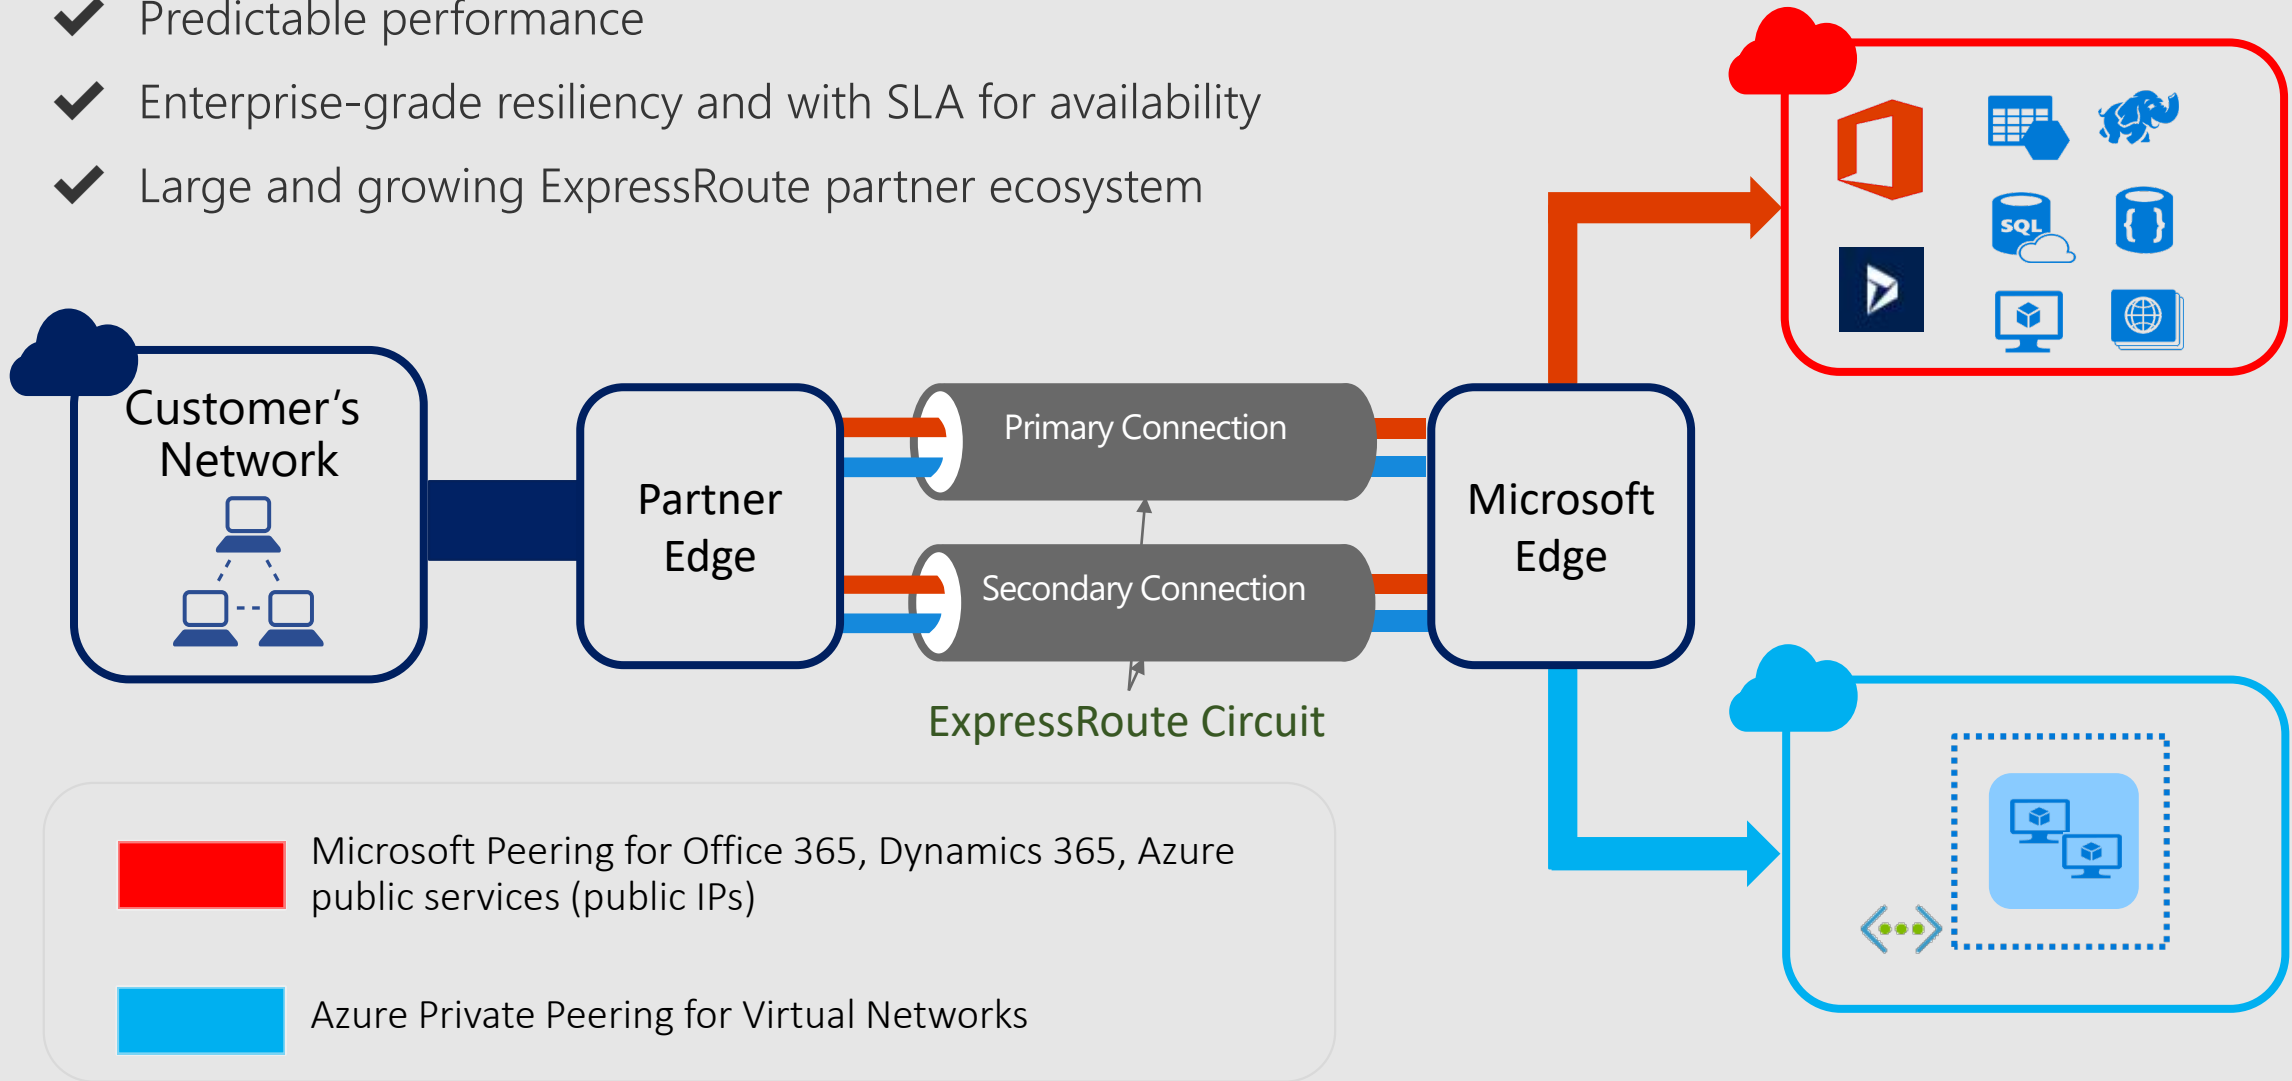 Predictable performance
Enterprise-grade resiliency and with SLA for availability
Large and growing ExpressRoute partner ecosystem
Customer’s
Network
Partner
Edge
Primary Connection
Secondary Connection
ExpressRoute Circuit
Microsoft
Edge
SQL
Microsoft Peering for Office 365, Dynamics 365, Azure
public services (public IPs)
Azure Private Peering for Virtual Networks